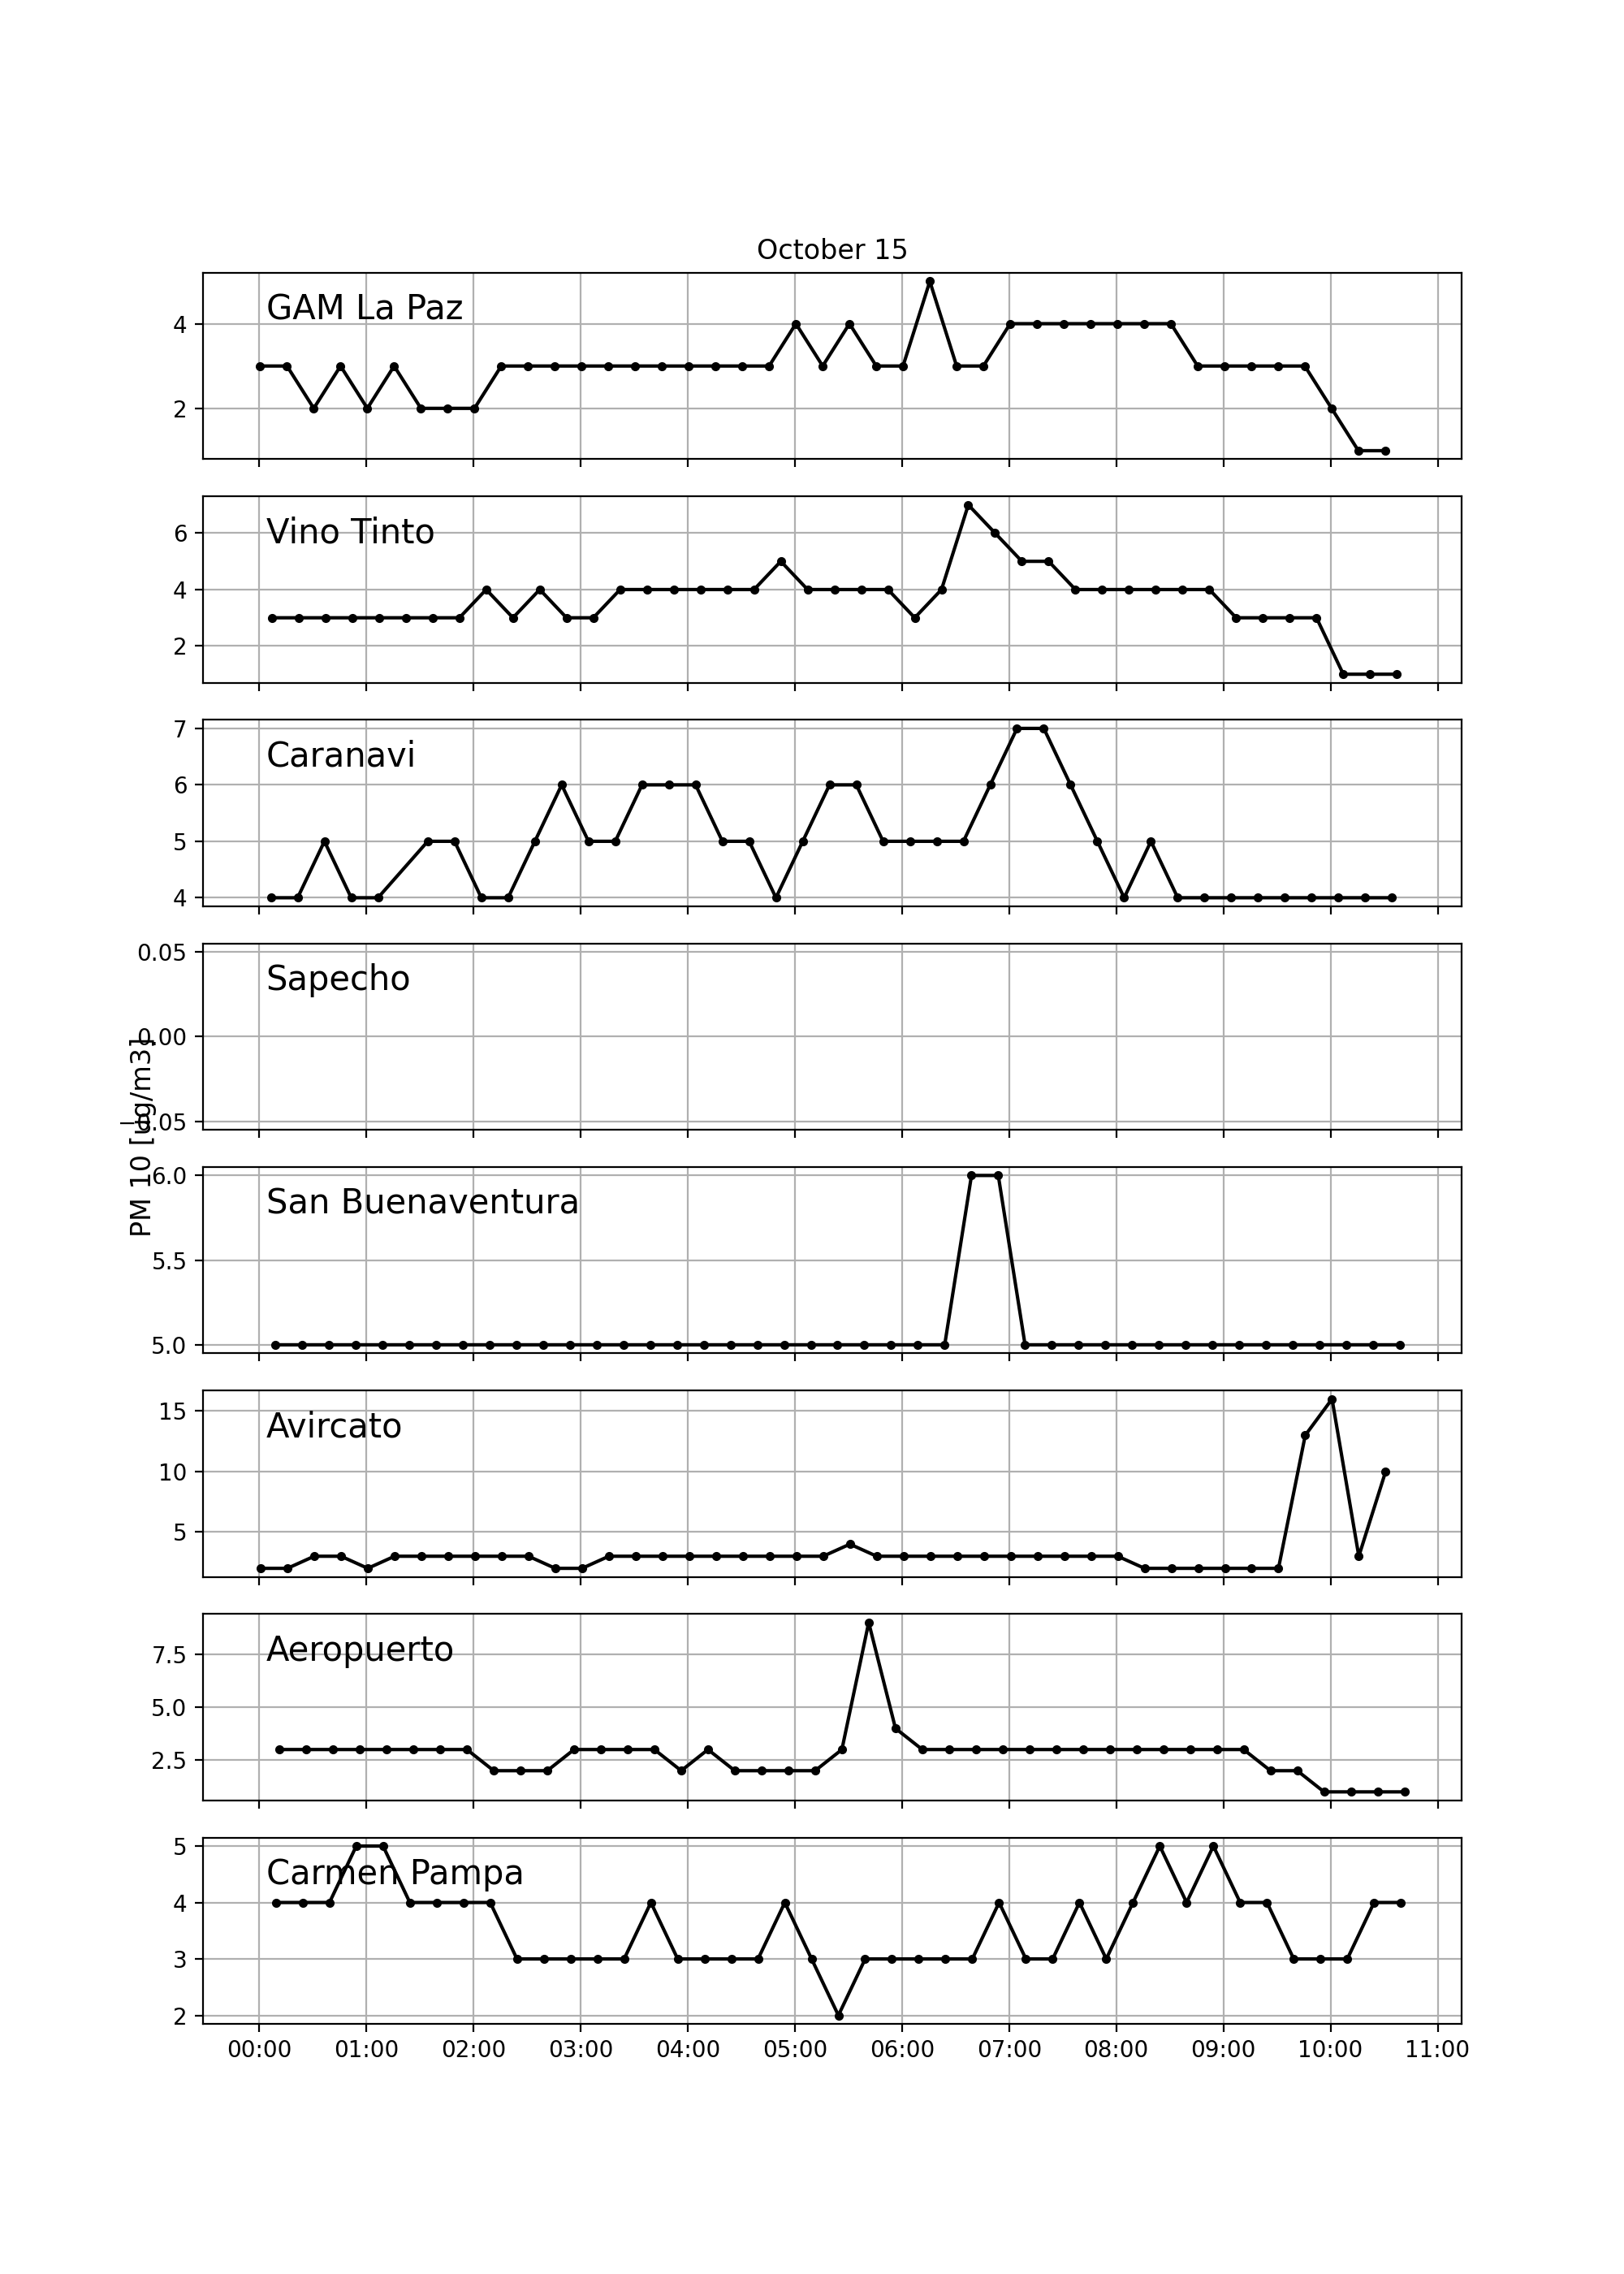 October 15
GAM La Paz
4
2
Vino Tinto
6
4
2
Caranavi
7
6
5
4
Sapecho
0.05
0.00
−0.05
PM 10 [ug/m3]
San Buenaventura
6.0
5.5
5.0
Avircato
15
10
5
Aeropuerto
7.5
5.0
2.5
Carmen Pampa
5
4
3
2
00:00 01:00 02:00 03:00 04:00 05:00 06:00 07:00 08:00 09:00 10:00 11:00